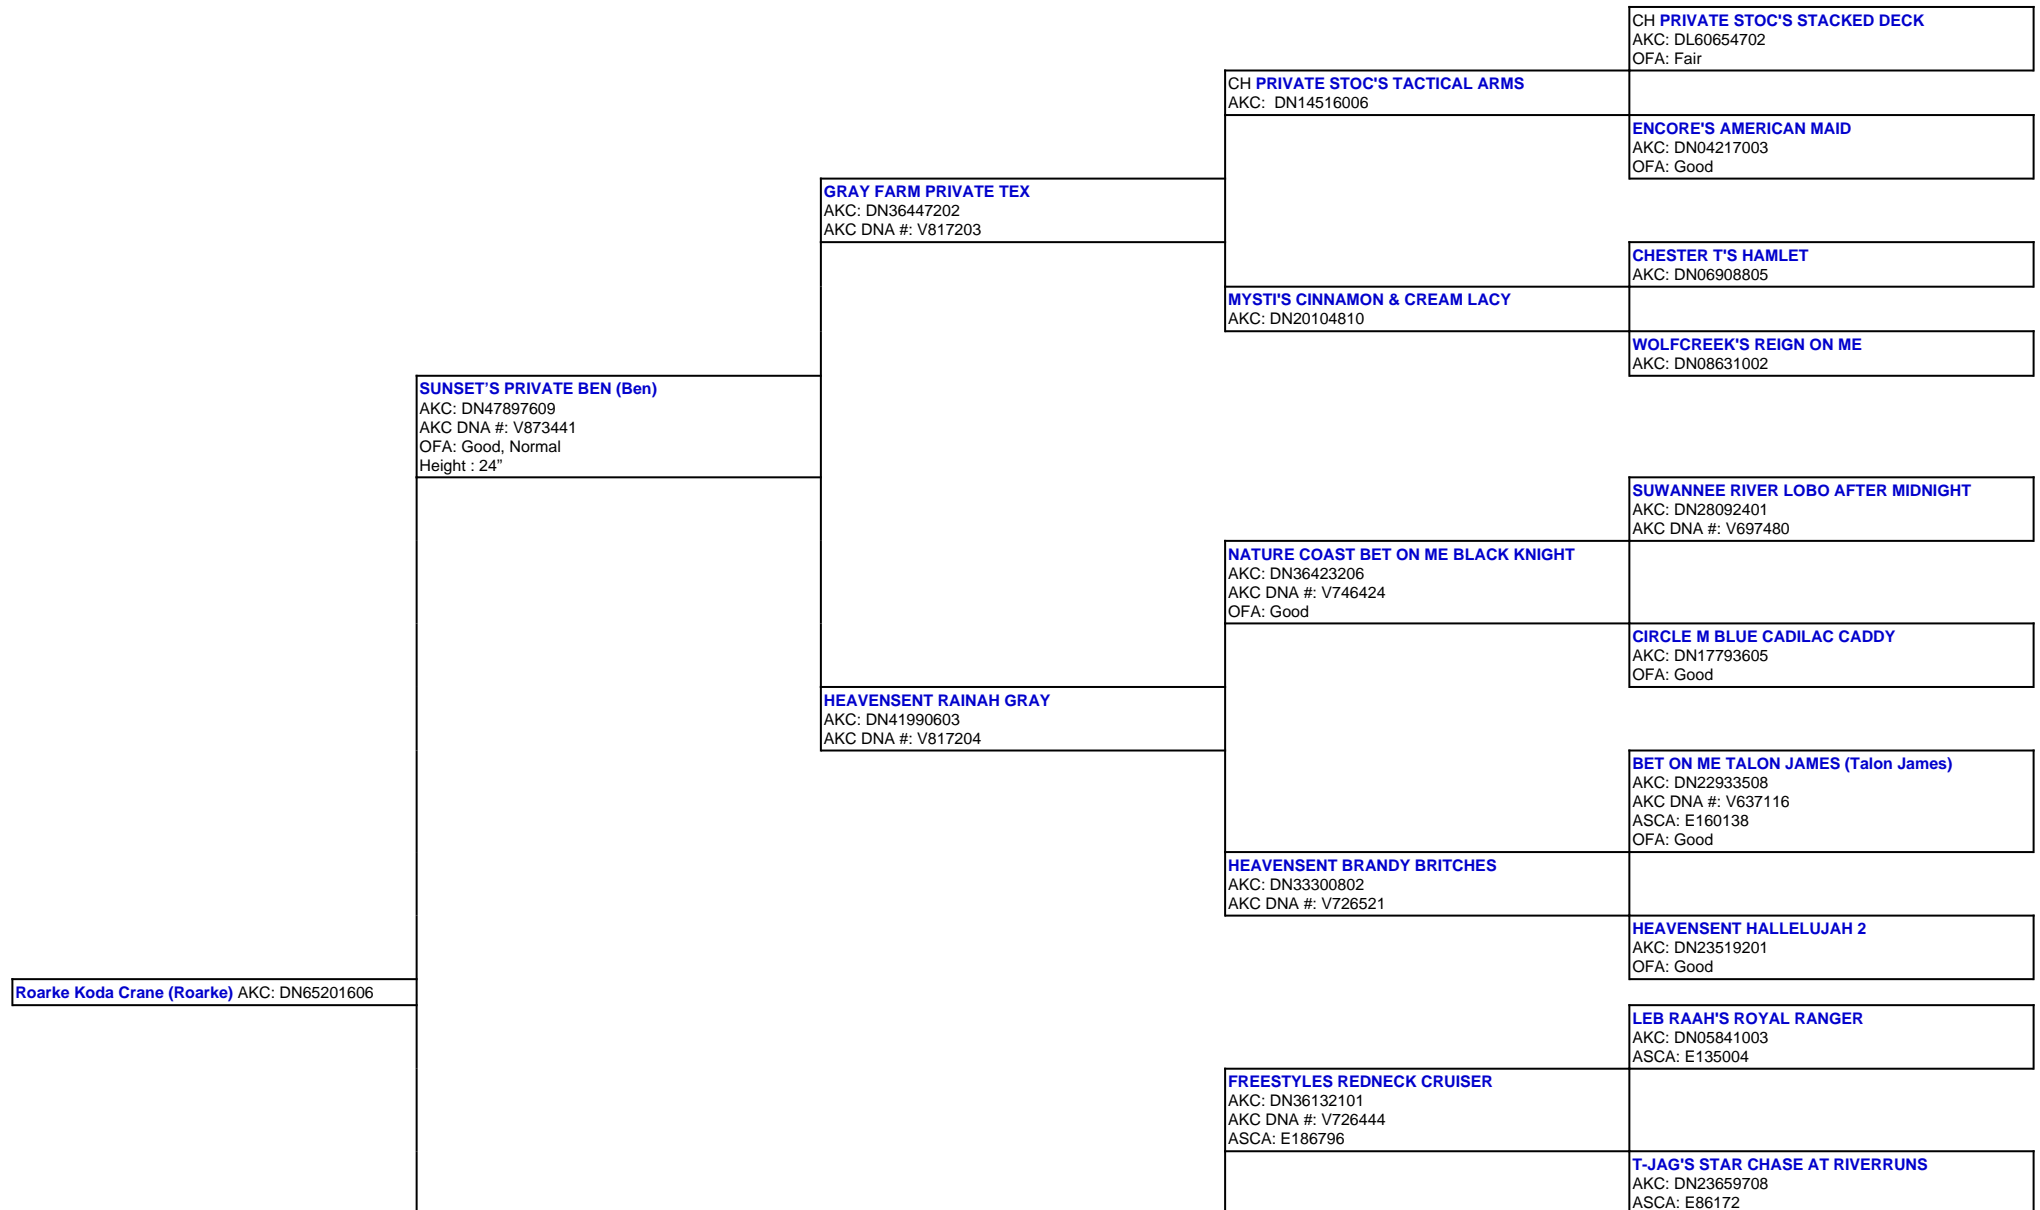 CH PRIVATE STOC'S STACKED DECK
AKC: DL60654702
OFA: Fair
CH PRIVATE STOC'S TACTICAL ARMS
AKC: DN14516006
ENCORE'S AMERICAN MAID
AKC: DN04217003
OFA: Good
GRAY FARM PRIVATE TEX
AKC: DN36447202
AKC DNA #: V817203
CHESTER T'S HAMLET
AKC: DN06908805
MYSTI'S CINNAMON & CREAM LACY
AKC: DN20104810
WOLFCREEK'S REIGN ON ME
AKC: DN08631002
SUNSET’S PRIVATE BEN (Ben)
AKC: DN47897609
AKC DNA #: V873441
OFA: Good, Normal
Height : 24”
SUWANNEE RIVER LOBO AFTER MIDNIGHT
AKC: DN28092401
AKC DNA #: V697480
NATURE COAST BET ON ME BLACK KNIGHT
AKC: DN36423206
AKC DNA #: V746424
OFA: Good
CIRCLE M BLUE CADILAC CADDY
AKC: DN17793605
OFA: Good
HEAVENSENT RAINAH GRAY
AKC: DN41990603
AKC DNA #: V817204
BET ON ME TALON JAMES (Talon James)
AKC: DN22933508
AKC DNA #: V637116
ASCA: E160138
OFA: Good
HEAVENSENT BRANDY BRITCHES
AKC: DN33300802
AKC DNA #: V726521
HEAVENSENT HALLELUJAH 2
AKC: DN23519201
OFA: Good
Roarke Koda Crane (Roarke) AKC: DN65201606
LEB RAAH'S ROYAL RANGER
AKC: DN05841003
ASCA: E135004
FREESTYLES REDNECK CRUISER
AKC: DN36132101
AKC DNA #: V726444
ASCA: E186796
T-JAG'S STAR CHASE AT RIVERRUNS
AKC: DN23659708
ASCA: E86172